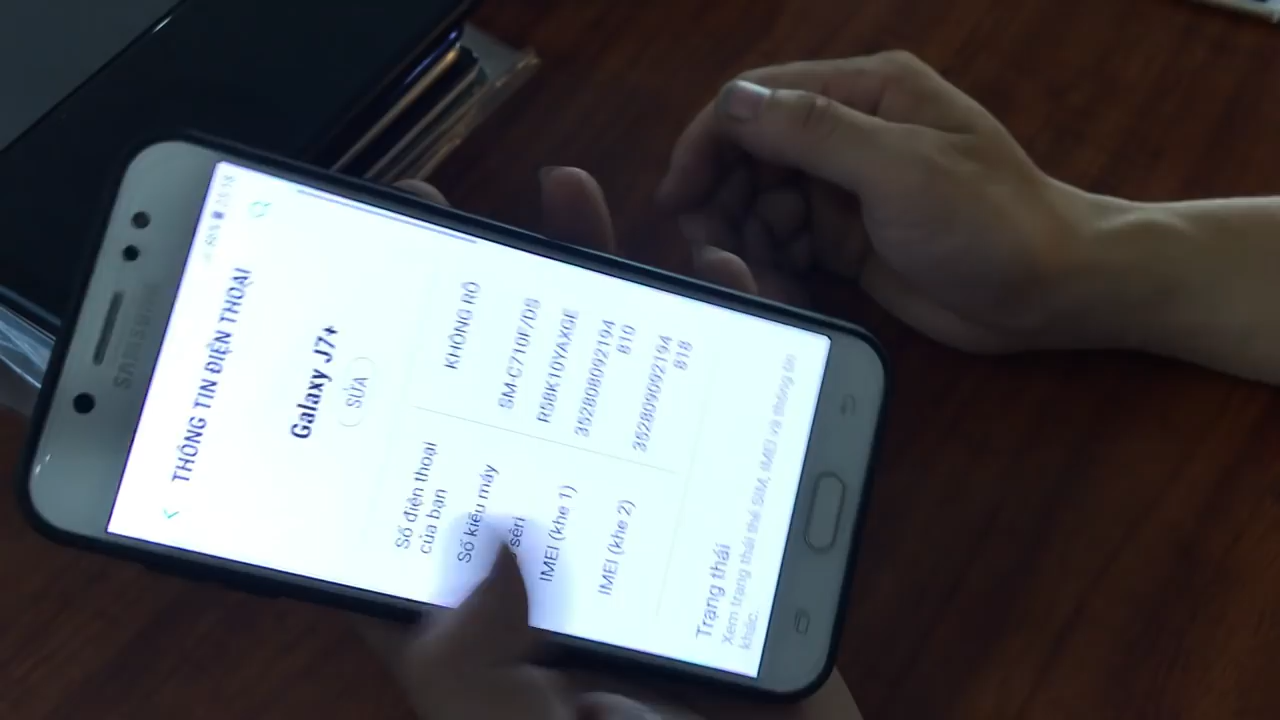 SAMSUNG
THÔNG TIN ĐIỆN THOẠI
Galaxy J7+
SỬA
Số điện thoại
của bạn
KHÔNG RÕ
Số kiểu máy
SM-C710F/DS
sêri
R58K10YAXGE
IMEI (khe 1)
352808092194
810
IMEI (khe 2)
352809092194
818
Trạng thái
Xem trạng thái thẻ SIM, IMEI và thông tin
khác.